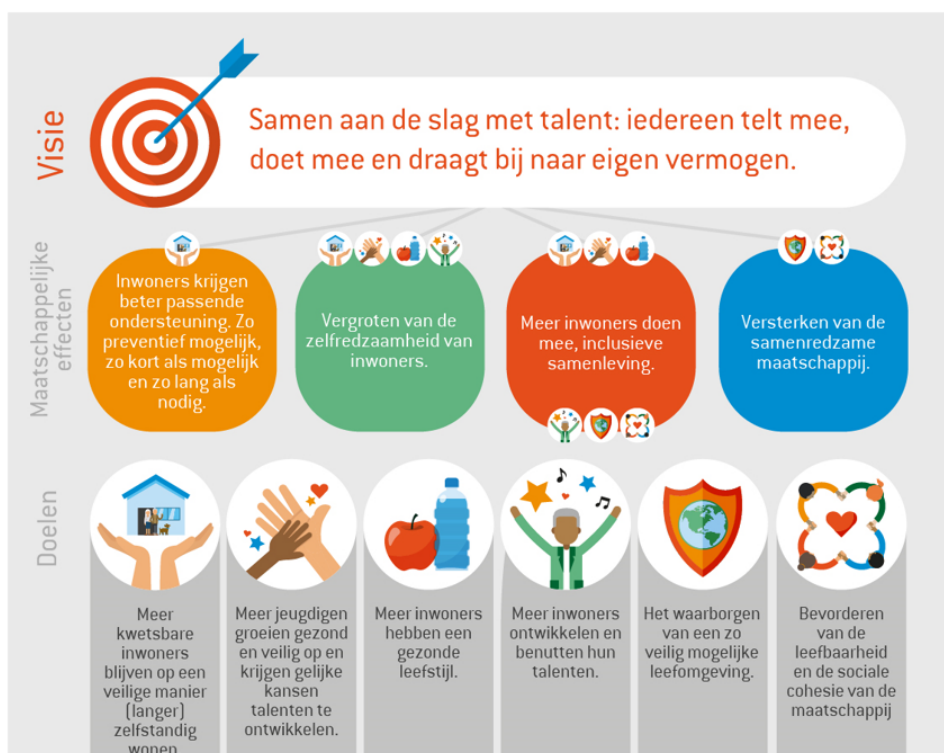 Visie
Samen aan de slag met talent: iedereen telt mee,
doet mee en draagt bij naar eigen vermogen.
Maatschappelijke
effecten
Inwoners krijgen
beter passende
ondersteuning. Zo
preventief mogelijk,
zo kort als mogelijk
en zo lang als
nodig.
Vergroten van de
zelfredzaamheid van
inwoners.
Meer inwoners doen
mee, inclusieve
samenleving.
Versterken van de
samenredzame
maatschappij.
Doelen
Meer
kwetsbare
inwoners
blijven op een
veilige manier
(langer)
zelfstandig
wonen
Meer jeugdigen
groeien gezond
en veilig op en
krijgen gelijke
kansen
talenten te
ontwikkelen.
Meer inwoners
hebben een
gezonde
leefstijl.
Meer inwoners
ontwikkelen en
benutten hun
talenten.
Het waarborgen
van een zo
veilig mogelijke
leefomgeving.
Bevorderen
van de
leefbaarheid
en de sociale
cohesie van de
maatschappij